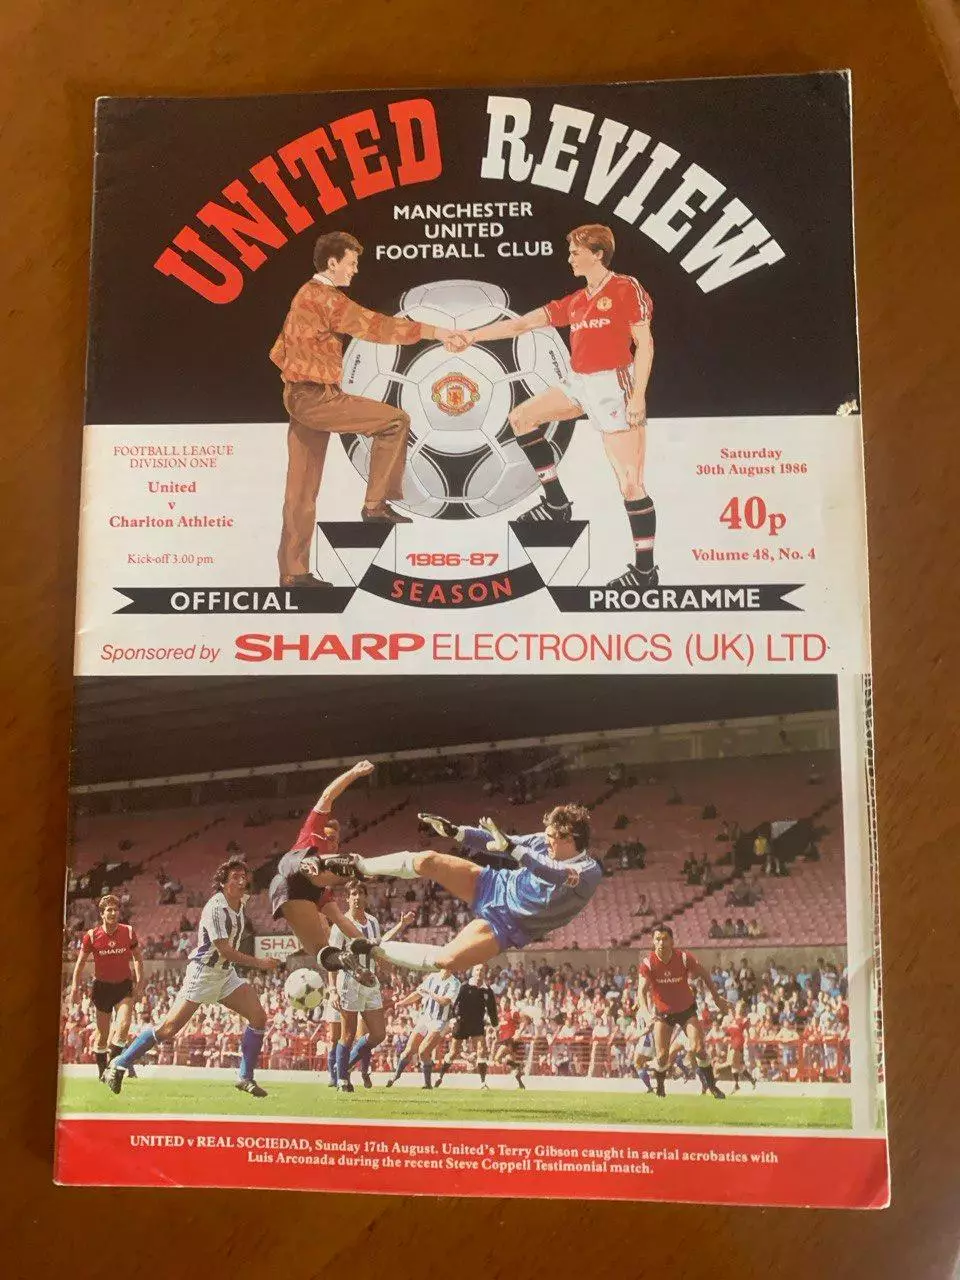 UNITED REVIEW
MANCHESTER
UNITED
FOOTBALL CLUB
SHARP
FOOTBALL LEAGUE
DIVISION ONE
United
v
Charlton Athletic
Kick-off 3.00 pm
Saturday
30th August 1986
40p
Volume 48, No. 4
1986-87
SEASON
OFFICIAL
PROGRAMME
Sponsored by SHARP ELECTRONICS (UK) LTD
SHARP
SHA
SHARP
UNITED v REAL SOCIEDAD, Sunday 17th August. United's Terry Gibson caught in aerial acrobatics with
Luis Arconada during the recent Steve Coppell Testimonial match.